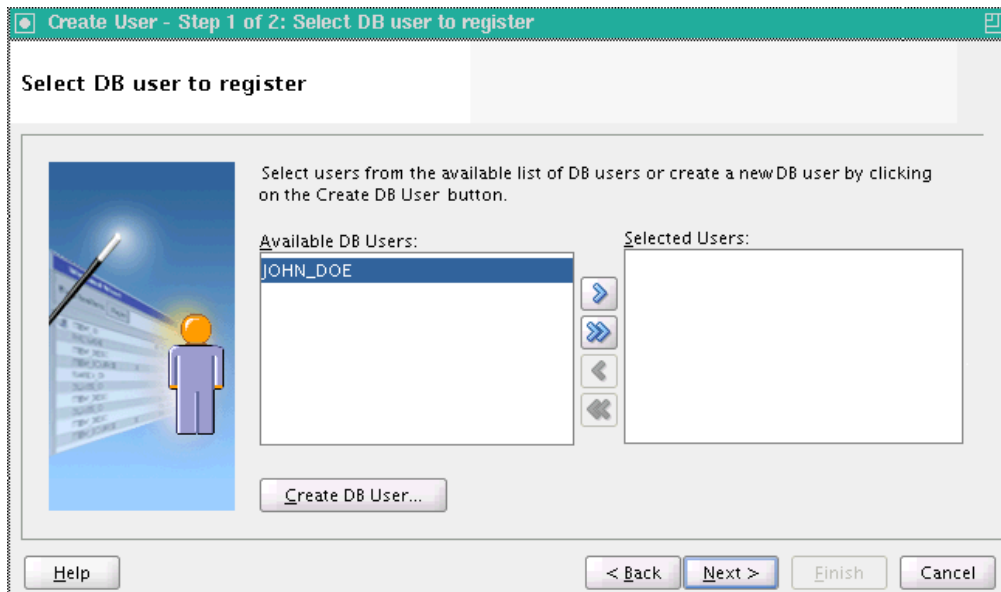 Create User - Step 1 of 2: Select DB user to register
Select DB user to register
Select users from the available list of DB users or create a new DB user by clicking
on the Create DB User button.
Available DB Users:
Selected Users:
JOHN_DOE
Create DB User...
Help
< Back
Next >
Finish
Cancel